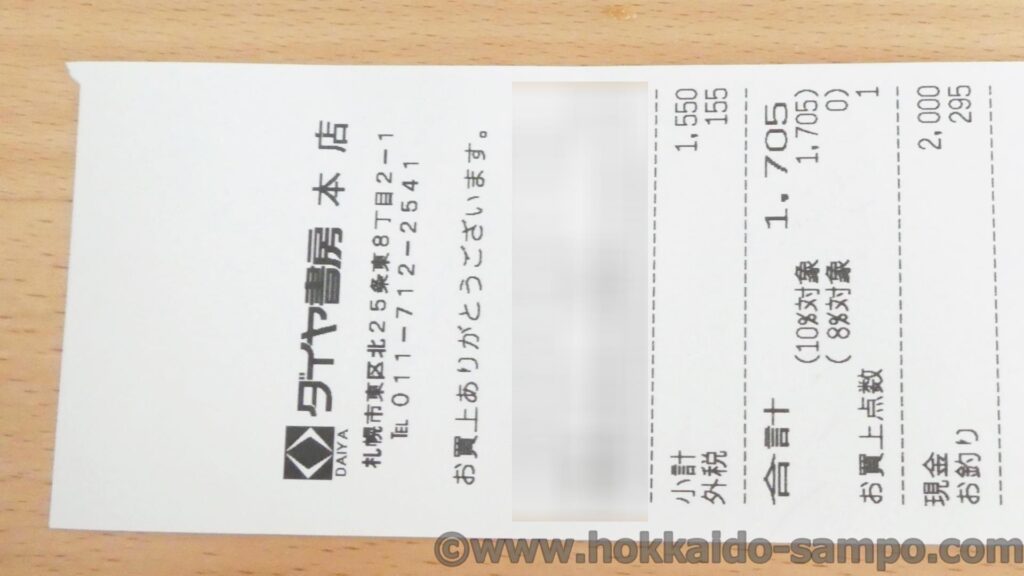 DAIYA
ダイヤ書房 本店
札幌市東区北25条東8丁目2-1
TEL 011-712-2541
お買上ありがとうございます。
小計 1,550
外税 155
合計 1,705
(10%対象 1,705)
( 8%対象 0)
お買上点数 1
現金 2,000
お釣り 295
©www.hokkaido-sampo.com